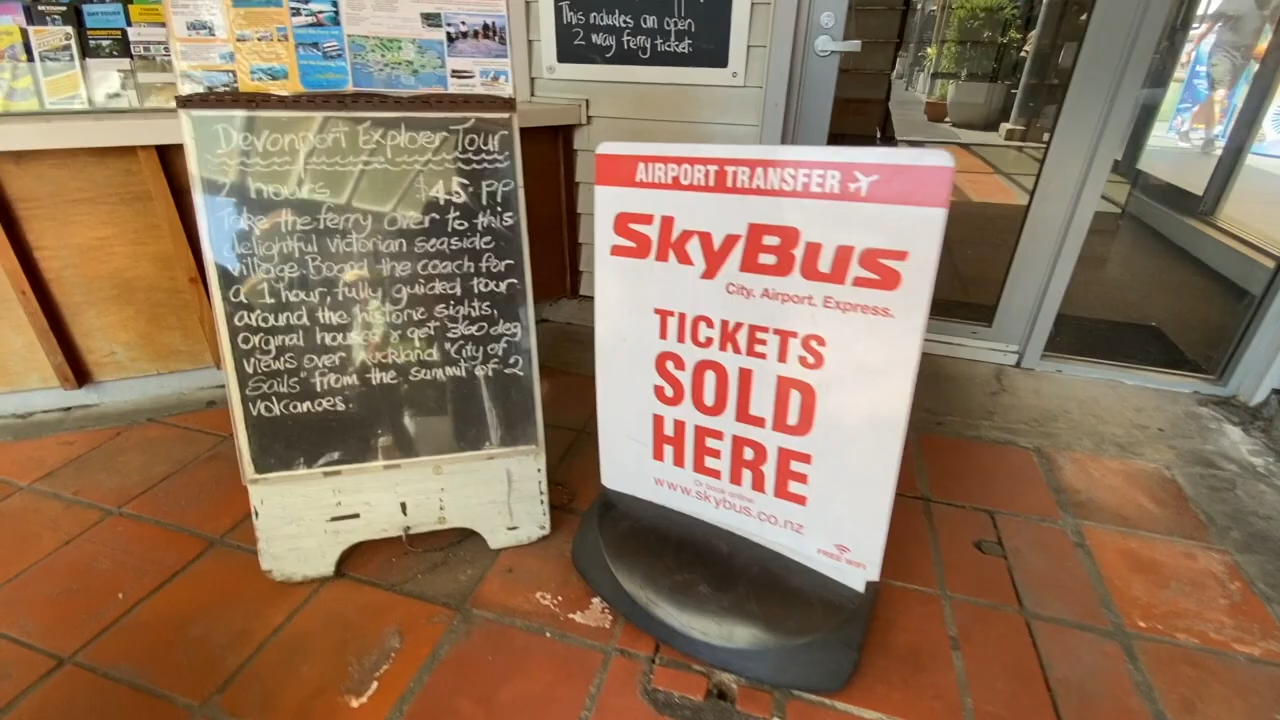 This ncludes an open
2 way ferry ticket.
Devonport Explorer Tour
2 hours $45 PP
Take the ferry over to this
delightful victorian seaside
village. Board the coach for
a 1 hour, fully guided tour
around the historic sights,
Orginal houses & get 360 deg
views over Auckland "City of
Sails" from the summit of 2
volcanoes.
AIRPORT TRANSFER
SkyBus
City. Airport. Express.
TICKETS
SOLD
HERE
Or book online
www.skybus.co.nz
FREE WIFI